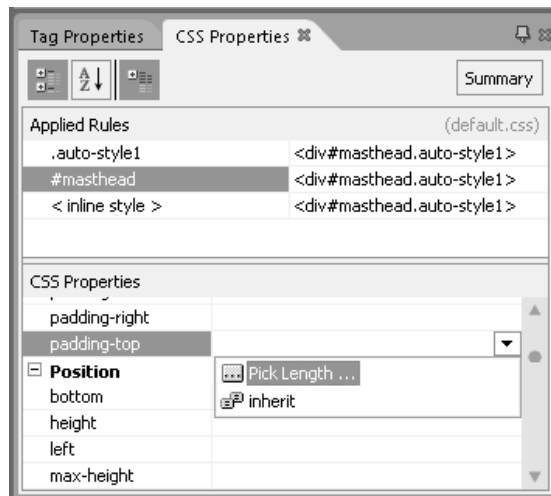 Tag Properties CSS Properties
Summary
Applied Rules (default.css)
.auto-style1 <div#masthead.auto-style1>
#masthead <div#masthead.auto-style1>
< inline style > <div#masthead.auto-style1>
CSS Properties
padding-right
padding-top
Position Pick Length ...
bottom inherit
height
left
max-height